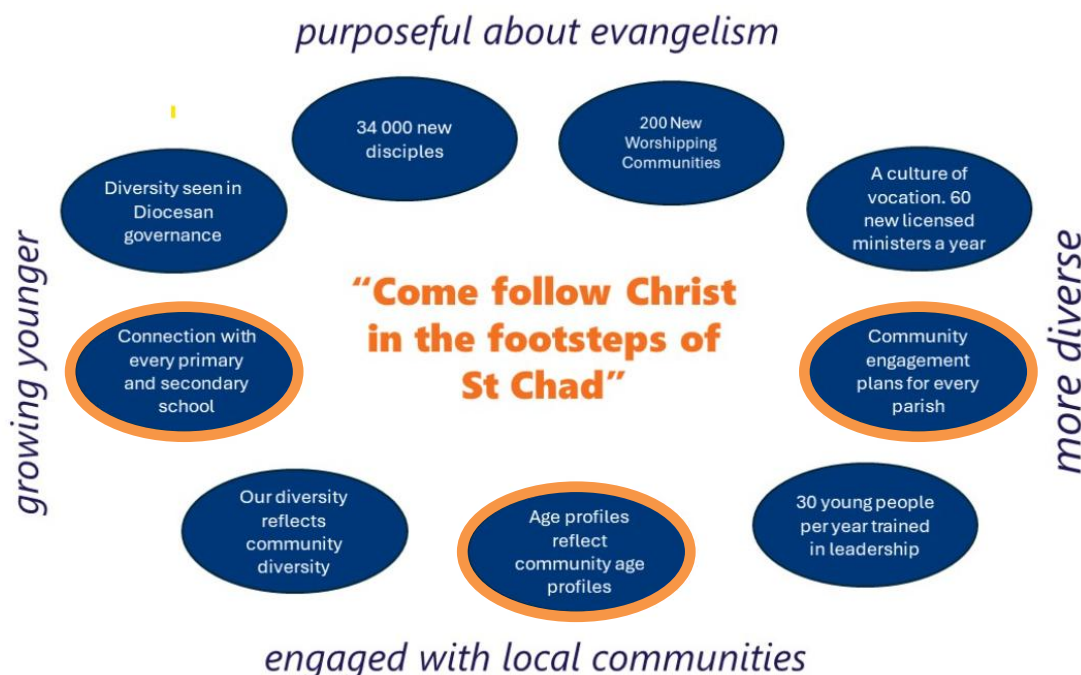 purposeful about evangelism
34 000 new
disciples
200 New
Worshipping
Communities
Diversity seen in
Diocesan
governance
A culture of
vocation. 60
new licensed
ministers a year
growing younger
“Come follow Christ
in the footsteps of
St Chad”
more diverse
Connection with
every primary
and secondary
school
Community
engagement
plans for every
parish
Our diversity
reflects
community
diversity
Age profiles
reflect
community age
profiles
30 young people
per year trained
in leadership
engaged with local communities